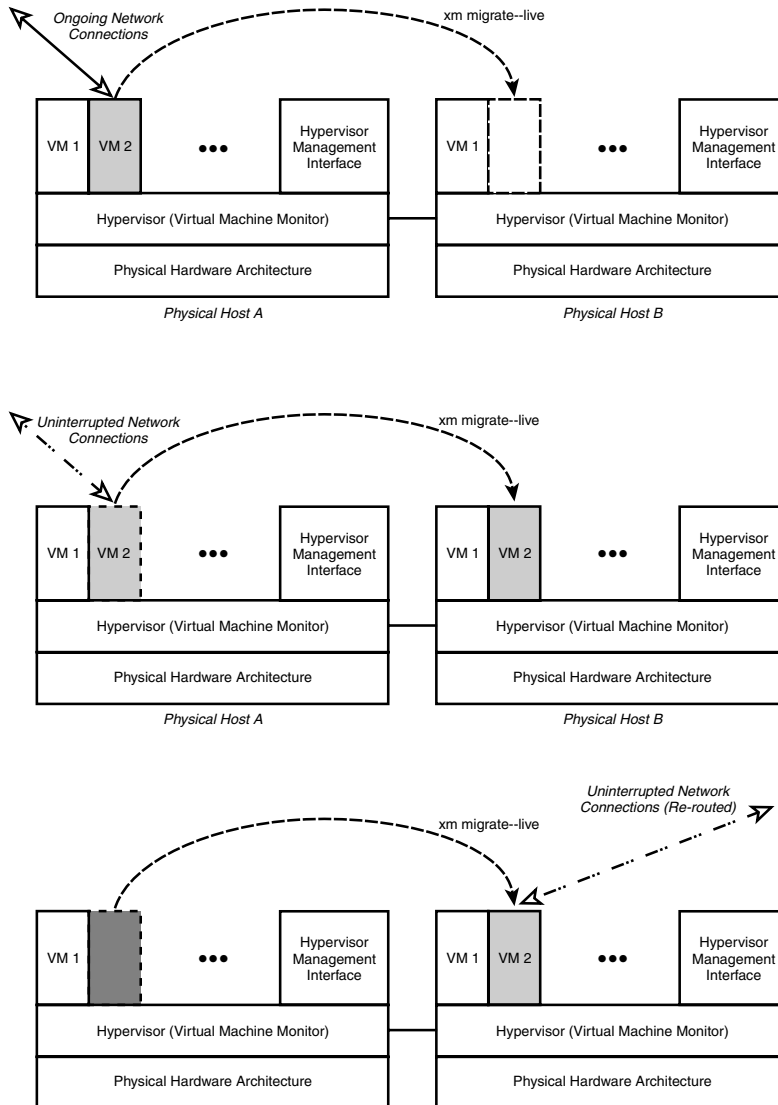 Ongoing Network
Connections
xm migrate--live
VM 1
VM 2
•••
Hypervisor
Management
Interface
VM 1
•••
Hypervisor
Management
Interface
Hypervisor (Virtual Machine Monitor)
Hypervisor (Virtual Machine Monitor)
Physical Hardware Architecture
Physical Hardware Architecture
Physical Host A
Physical Host B
Uninterrupted Network
Connections
xm migrate--live
VM 1
VM 2
•••
Hypervisor
Management
Interface
VM 1
VM 2
•••
Hypervisor
Management
Interface
Hypervisor (Virtual Machine Monitor)
Hypervisor (Virtual Machine Monitor)
Physical Hardware Architecture
Physical Hardware Architecture
Physical Host A
Physical Host B
Uninterrupted Network
Connections (Re-routed)
xm migrate--live
VM 1
•••
Hypervisor
Management
Interface
VM 1
VM 2
•••
Hypervisor
Management
Interface
Hypervisor (Virtual Machine Monitor)
Hypervisor (Virtual Machine Monitor)
Physical Hardware Architecture
Physical Hardware Architecture